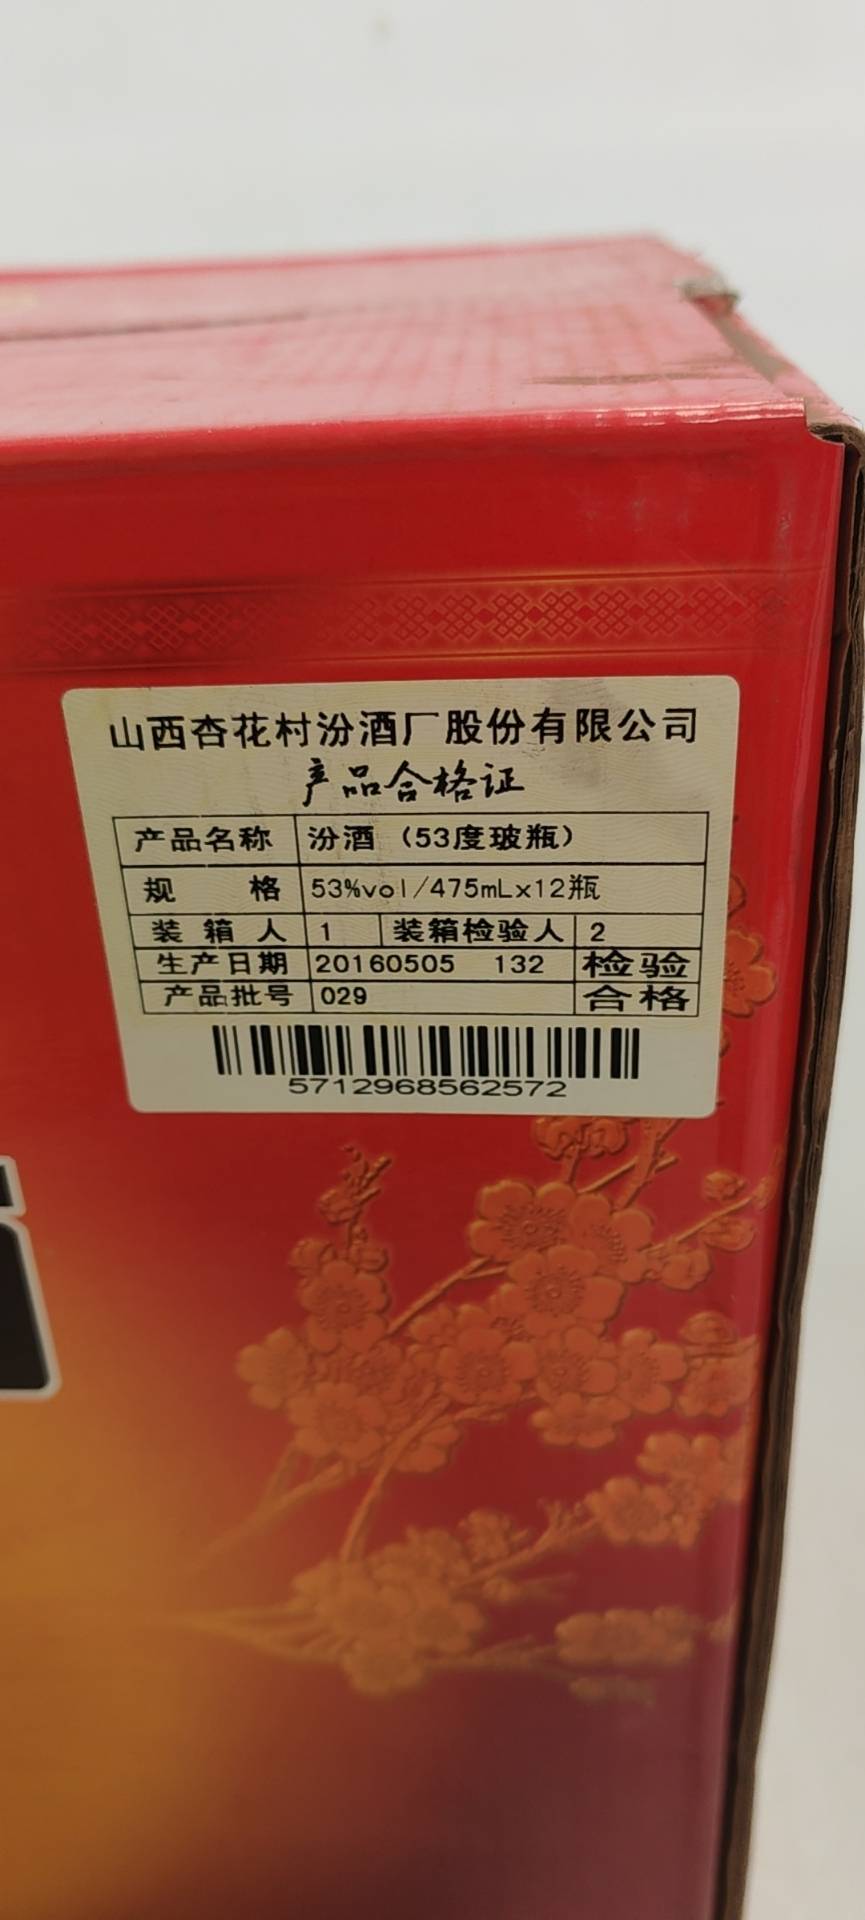 山西杏花村汾酒厂股份有限公司
产品合格证
产品名称 汾酒（53度玻瓶）
规 格 53%vol/475mLx12瓶
装 箱 人 1 装箱检验人 2
生产日期 20160505 132 检验
产品批号 029 合格
5712968562572